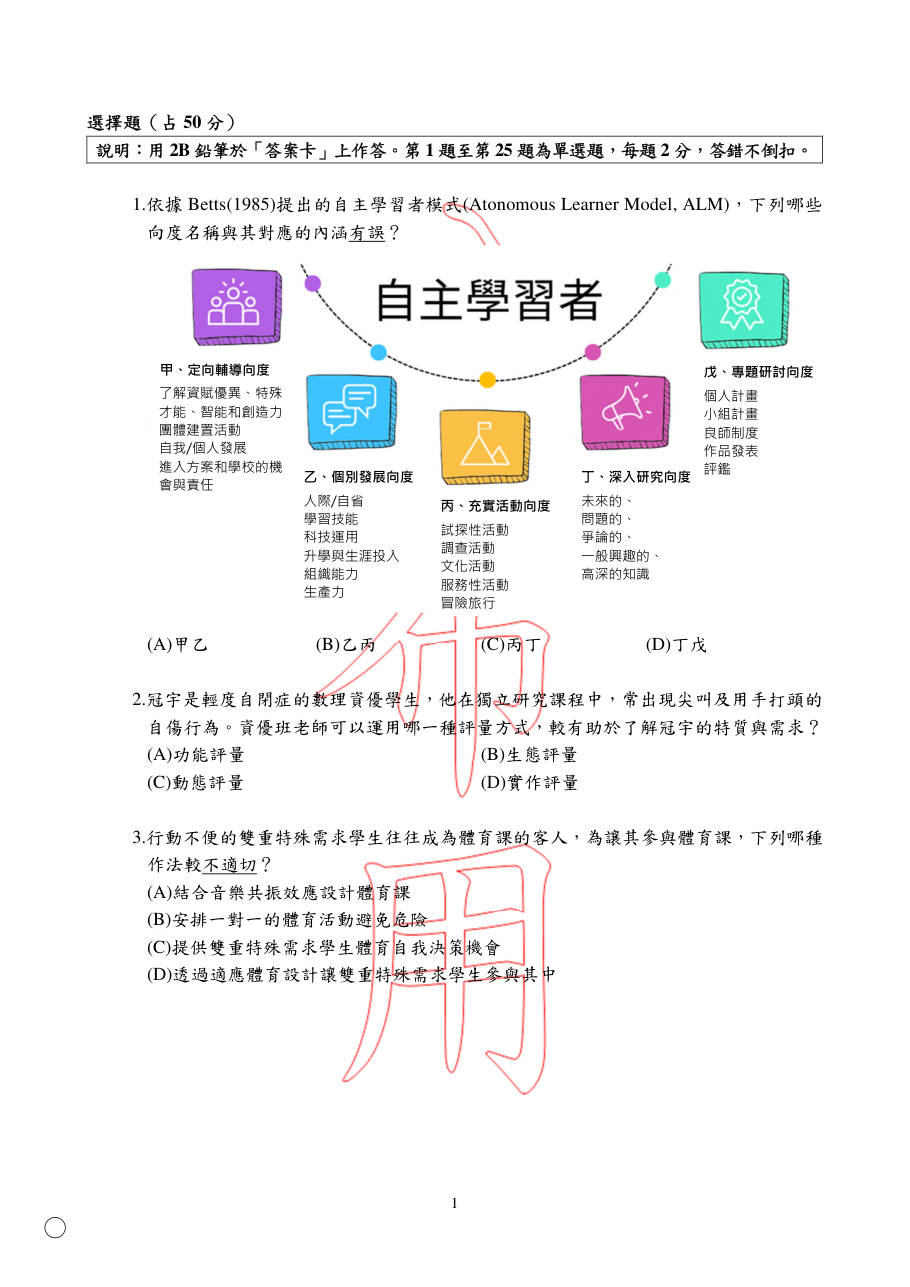 選擇題（占 50 分）
說明：用 2B 鉛筆於「答案卡」上作答。第 1 題至第 25 題為單選題，每題 2 分，答錯不倒扣。
1.依據 Betts(1985)提出的自主學習者模式(Atonomous Learner Model, ALM)，下列哪些
向度名稱與其對應的內涵有誤？
自主學習者
甲、定向輔導向度
了解資賦優異、特殊
才能、智能和創造力
團體建置活動
自我/個人發展
進入方案和學校的機
會與責任
乙、個別發展向度
人際/自省
學習技能
科技運用
升學與生涯投入
組織能力
生產力
丙、充實活動向度
試探性活動
調查活動
文化活動
服務性活動
冒險旅行
丁、深入研究向度
未來的、
問題的、
爭論的、
一般興趣的、
高深的知識
戊、專題研討向度
個人計畫
小組計畫
良師制度
作品發表
評鑑
(A)甲乙 (B)乙丙 (C)丙丁 (D)丁戊
2.冠宇是輕度自閉症的數理資優學生，他在獨立研究課程中，常出現尖叫及用手打頭的
自傷行為。資優班老師可以運用哪一種評量方式，較有助於了解冠宇的特質與需求？
(A)功能評量 (B)生態評量
(C)動態評量 (D)實作評量
3.行動不便的雙重特殊需求學生往往成為體育課的客人，為讓其參與體育課，下列哪種
作法較不適切？
(A)結合音樂共振效應設計體育課
(B)安排一對一的體育活動避免危險
(C)提供雙重特殊需求學生體育自我決策機會
(D)透過適應體育設計讓雙重特殊需求學生參與其中
用
1